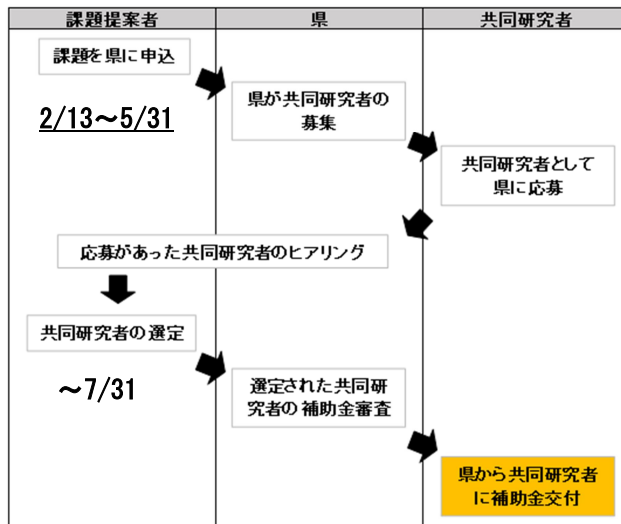 課題提案者
県
共同研究者
課題を県に申込
2/13～5/31
県が共同研究者の
募集
共同研究者として
県に応募
応募があった共同研究者のヒアリング
共同研究者の選定
～7/31
選定された共同研
究者の補助金審査
県から共同研究者
に補助金交付